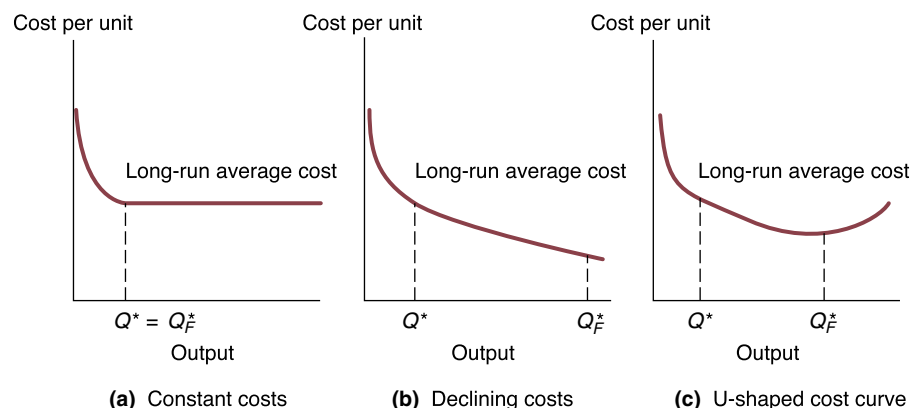 Cost per unit
Long-run average cost
Q* = Q*F
Output
(a) Constant costs
Cost per unit
Long-run average cost
Q*
Q*F
Output
(b) Declining costs
Cost per unit
Long-run average cost
Q*
Q*F
Output
(c) U-shaped cost curve